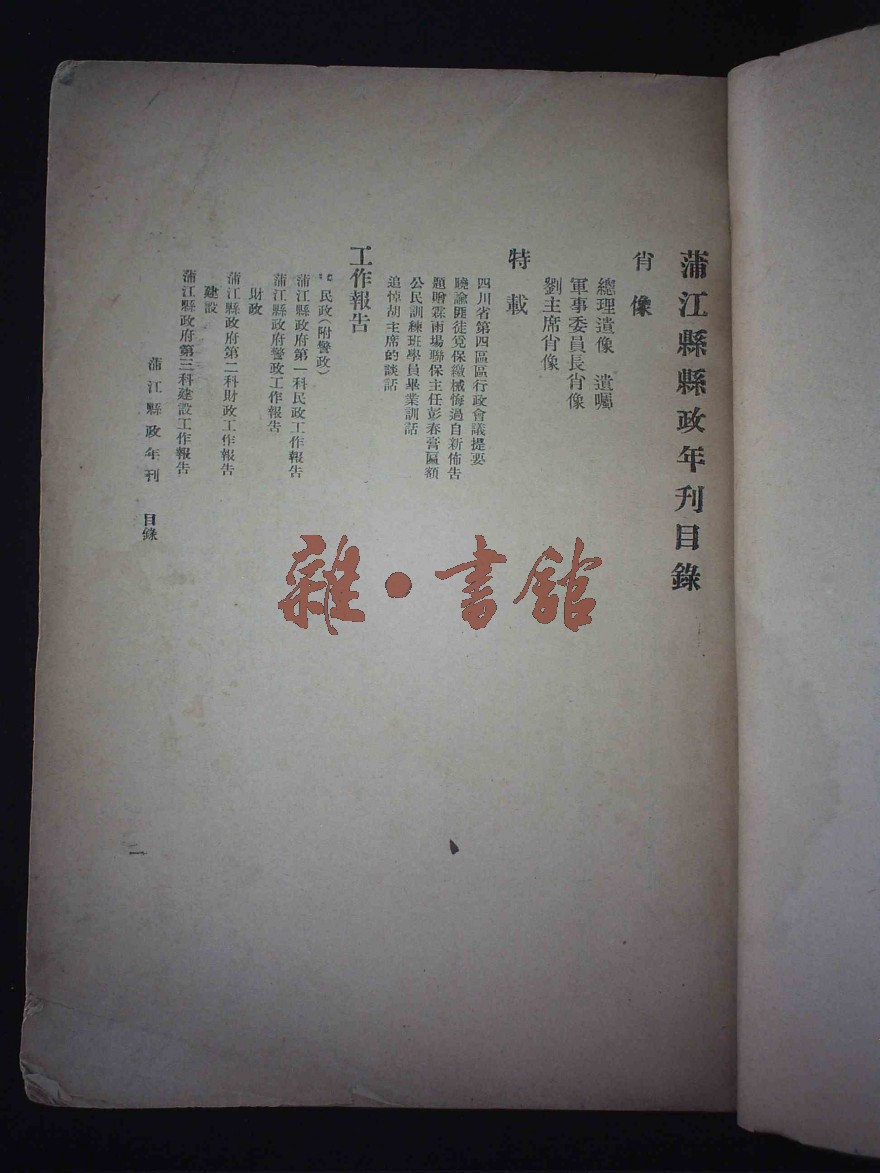 蒲江縣縣政年刊目錄
肖像
總理遺像 遺囑
軍事委員長肖像
劉主席肖像
特載
四川省第四區區行政會議提要
曉諭匪徒覓保繳械悔過自新佈告
題贈霖雨場聯保主任彭春膏匾額
公民訓練班學員畢業訓話
追悼胡主席的談話
工作報告
民政(附警政)
蒲江縣政府第一科民政工作報告
蒲江縣政府警政工作報告
財政
蒲江縣政府第二科財政工作報告
建設
蒲江縣政府第三科建設工作報告
蒲江縣政年刊 目錄
一
雜·書館